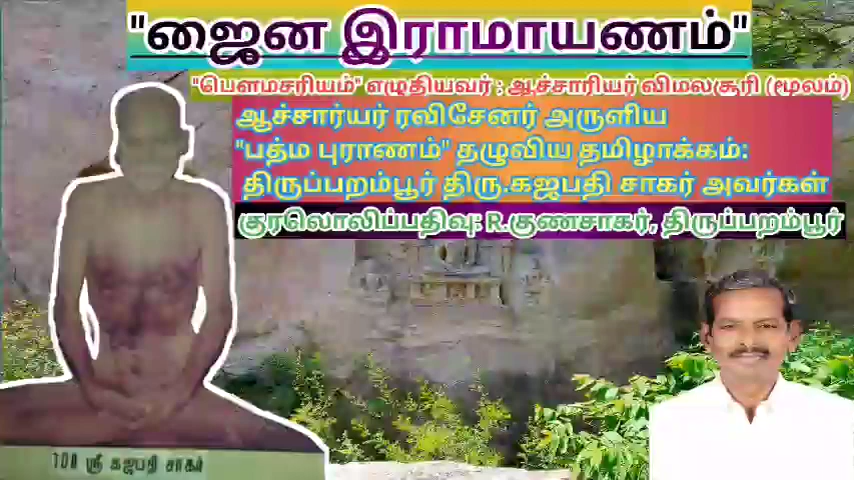 "ஜைன இராமாயணம்"
"பௌமசரியம்" எழுதியவர் : ஆச்சாரியர் விமலசூரி (மூலம்)
ஆச்சார்யர் ரவிசேனர் அருளிய
"பத்ம புராணம்" தழுவிய தமிழாக்கம்:
திருப்பறம்பூர் திரு.கஜபதி சாகர் அவர்கள்
குரலொலிப்பதிவு: R.குணசாகர், திருப்பறம்பூர்
108 ஸ்ரீ கஜபதி சாகர்